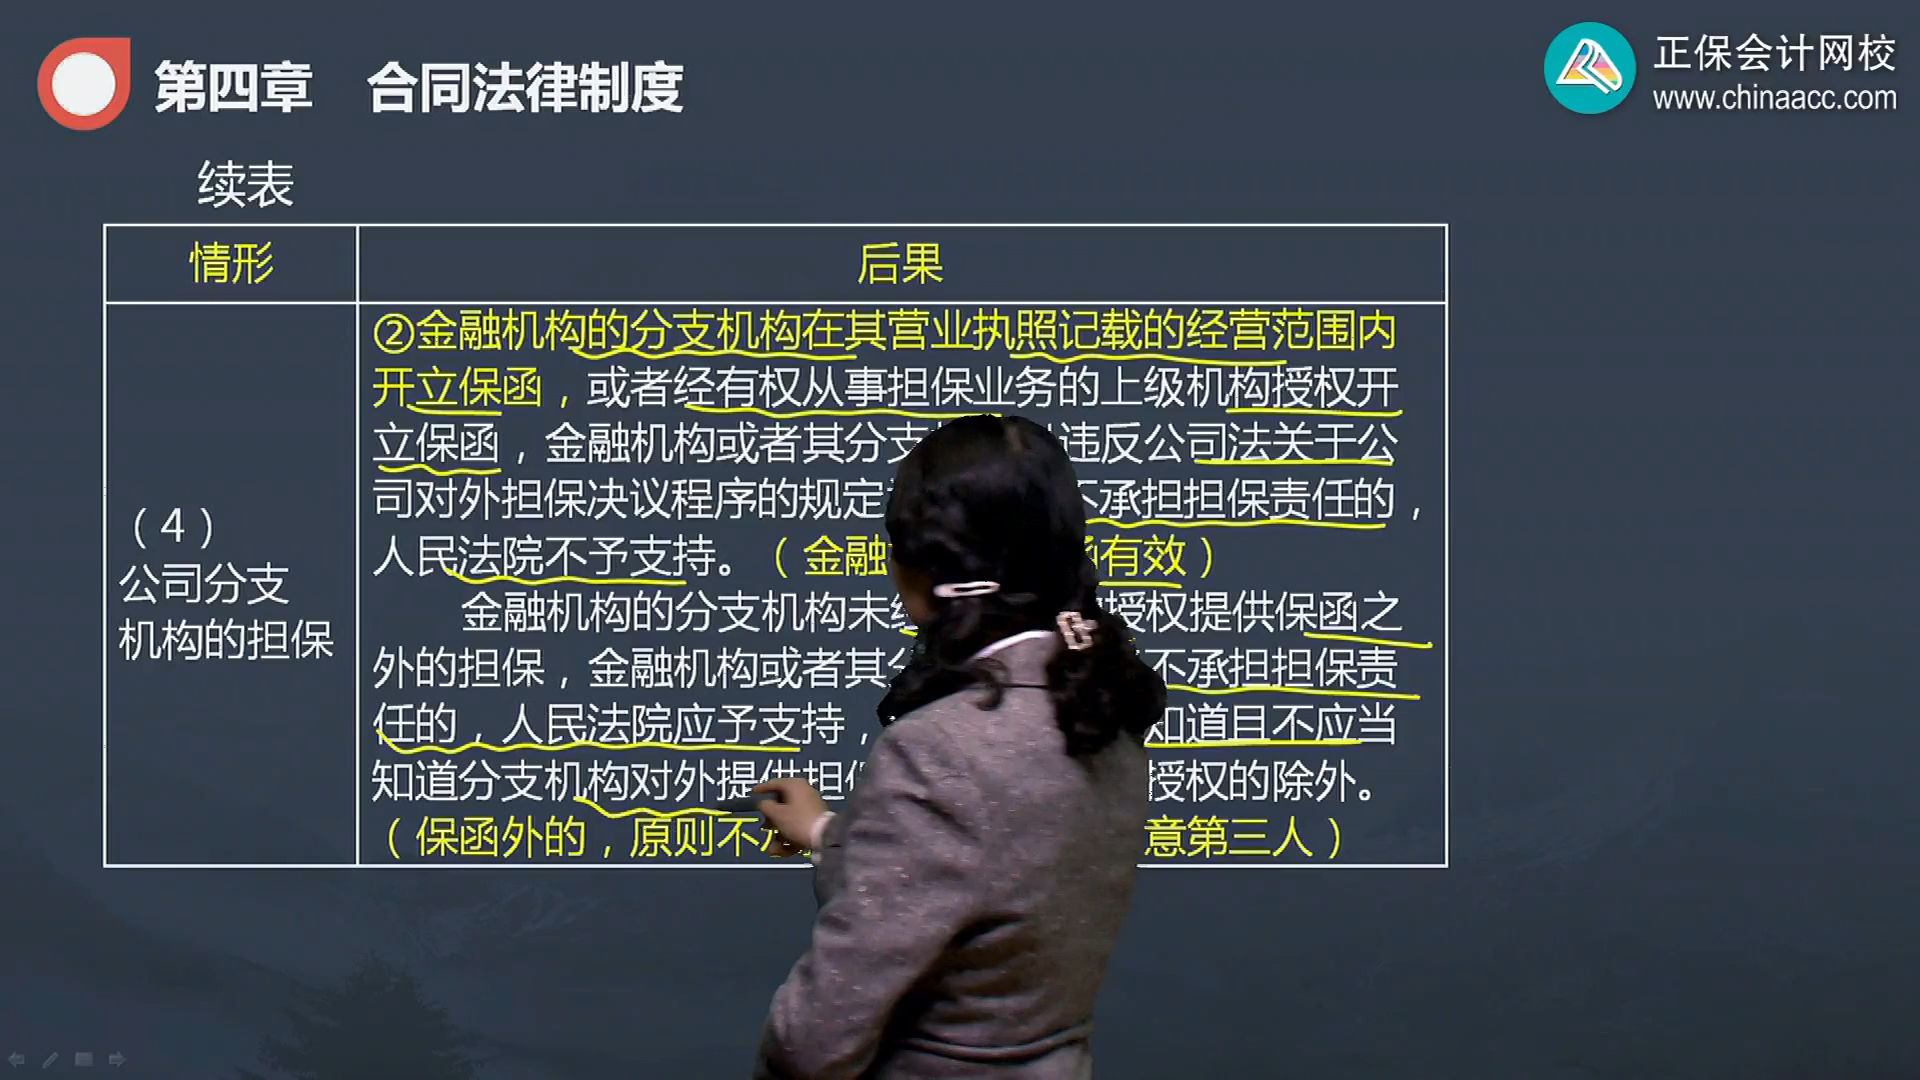 第四章 合同法律制度
正保会计网校
www.chinaacc.com
续表
情形
后果
(4)
公司分支
机构的担保
②金融机构的分支机构在其营业执照记载的经营范围内
开立保函，或者经有权从事担保业务的上级机构授权开
立保函，金融机构或者其分支 违反公司法关于公
司对外担保决议程序的规定 不承担担保责任的，
人民法院不予支持。（金融 有效）
金融机构的分支机构未 授权提供保函之
外的担保，金融机构或者其分 不承担担保责
任的，人民法院应予支持， 知道且不应当
知道分支机构对外提供担保 授权的除外。
（保函外的，原则不 意第三人）